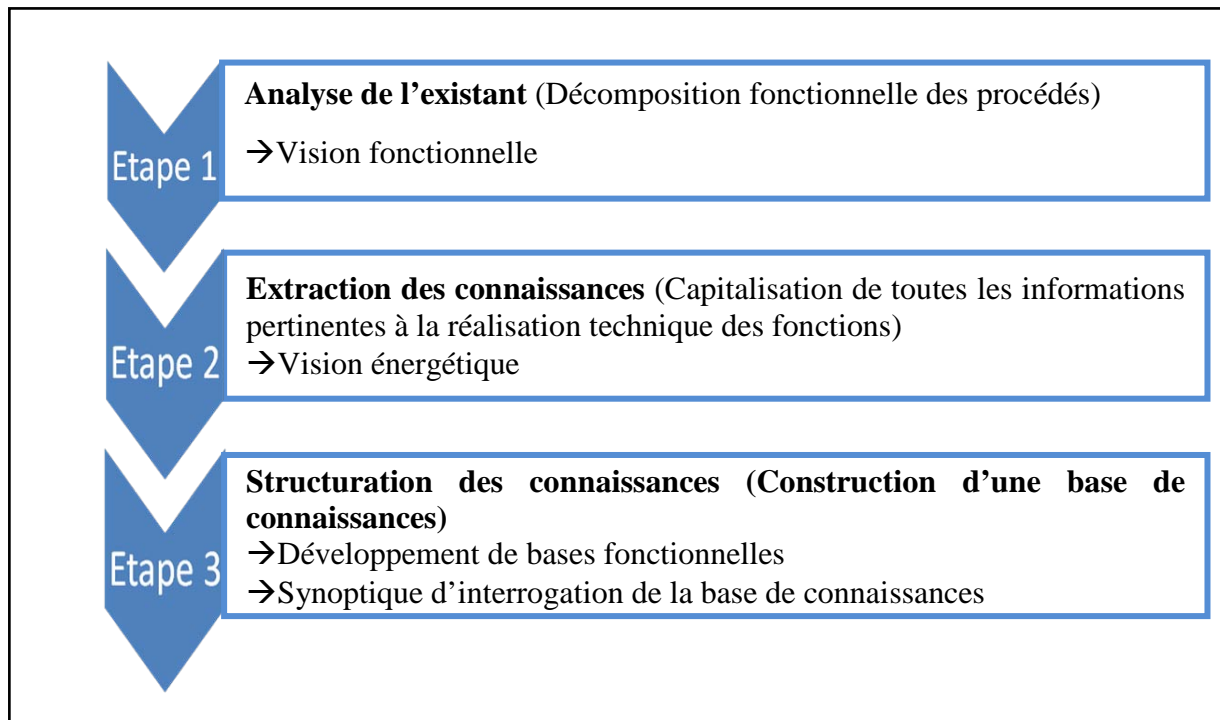 Etape 1
Analyse de l’existant (Décomposition fonctionnelle des procédés)
→Vision fonctionnelle
Etape 2
Extraction des connaissances (Capitalisation de toutes les informations
pertinentes à la réalisation technique des fonctions)
→Vision énergétique
Etape 3
Structuration des connaissances (Construction d’une base de
connaissances)
→Développement de bases fonctionnelles
→Synoptique d’interrogation de la base de connaissances